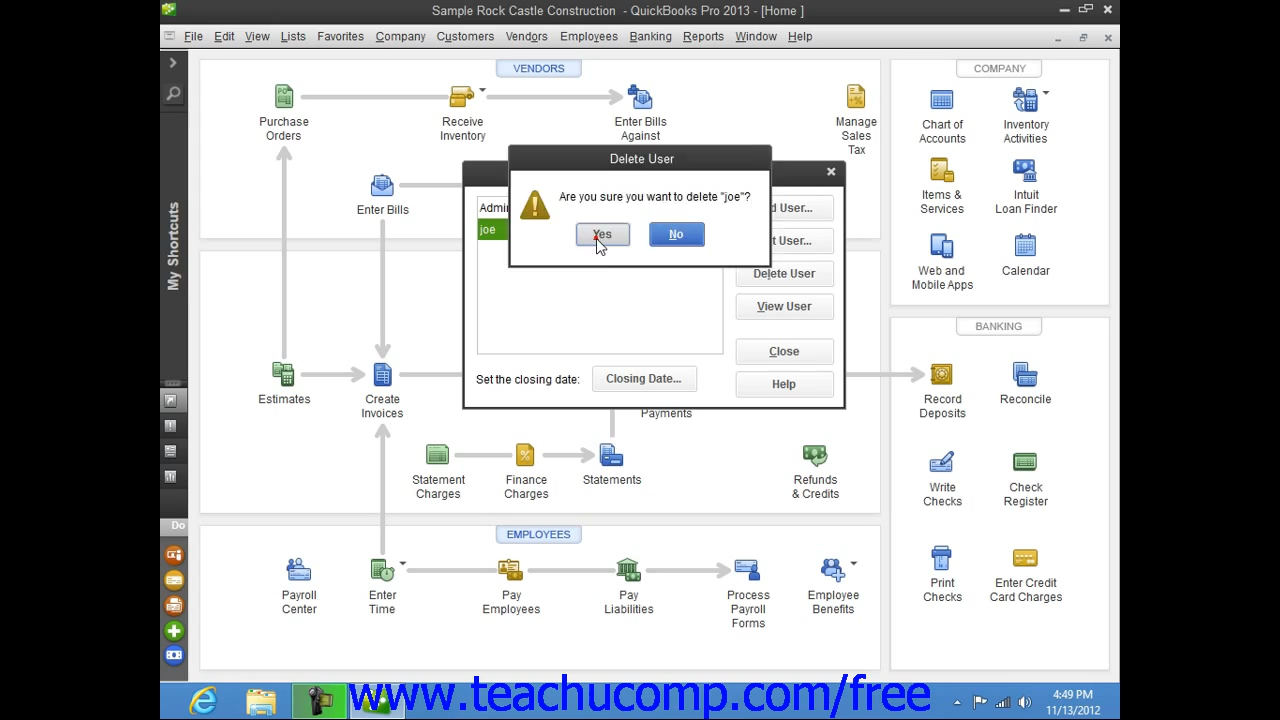 Sample Rock Castle Construction - QuickBooks Pro 2013 - [Home ]
File Edit View Lists Favorites Company Customers Vendors Employees Banking Reports Window Help
My Shortcuts
Do
VENDORS
Purchase
Orders
Receive
Inventory
Enter Bills
Against
Manage
Sales
Tax
Enter Bills
Delete User
Are you sure you want to delete "joe"?
Yes
No
joe
Delete User
View User
Close
Help
Set the closing date:
Closing Date...
User...
User...
Estimates
Create
Invoices
Payments
Statement
Charges
Finance
Charges
Statements
Refunds
& Credits
EMPLOYEES
Payroll
Center
Enter
Time
Pay
Employees
Pay
Liabilities
Process
Payroll
Forms
Employee
Benefits
COMPANY
Chart of
Accounts
Inventory
Activities
Items &
Services
Intuit
Loan Finder
Web and
Mobile Apps
Calendar
BANKING
Record
Deposits
Reconcile
Write
Checks
Check
Register
Print
Checks
Enter Credit
Card Charges
www.teachucomp.com/free
4:49 PM
11/13/2012